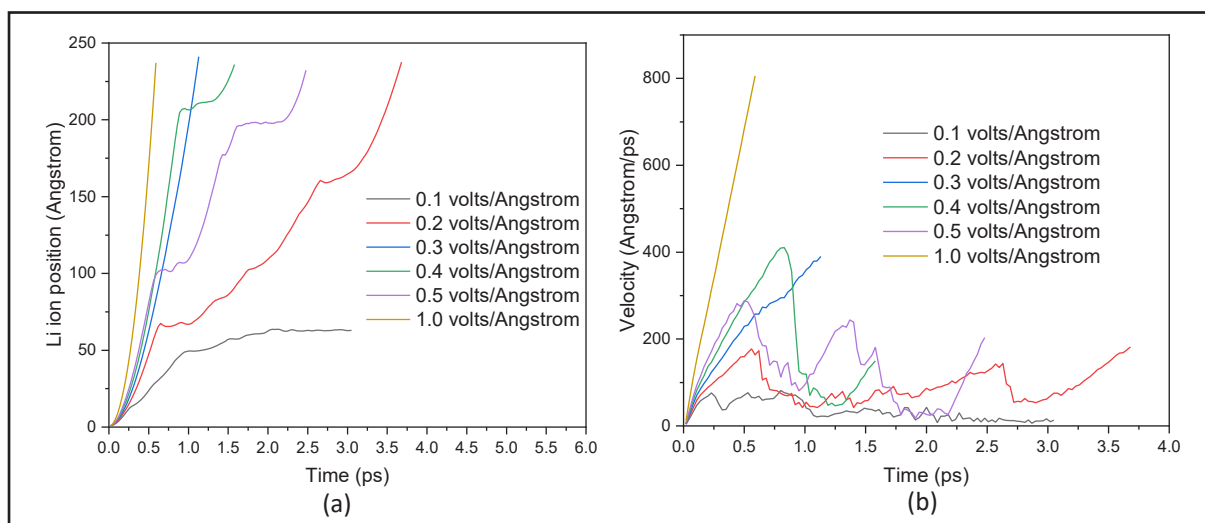 250
200
150
100
50
0
Li ion position (Angstrom)
0.1 volts/Angstrom
0.2 volts/Angstrom
0.3 volts/Angstrom
0.4 volts/Angstrom
0.5 volts/Angstrom
1.0 volts/Angstrom
0.0 0.5 1.0 1.5 2.0 2.5 3.0 3.5 4.0 4.5 5.0 5.5 6.0
Time (ps)
(a)
800
600
400
200
0
Velocity (Angstrom/ps)
0.1 volts/Angstrom
0.2 volts/Angstrom
0.3 volts/Angstrom
0.4 volts/Angstrom
0.5 volts/Angstrom
1.0 volts/Angstrom
0.0 0.5 1.0 1.5 2.0 2.5 3.0 3.5 4.0
Time (ps)
(b)